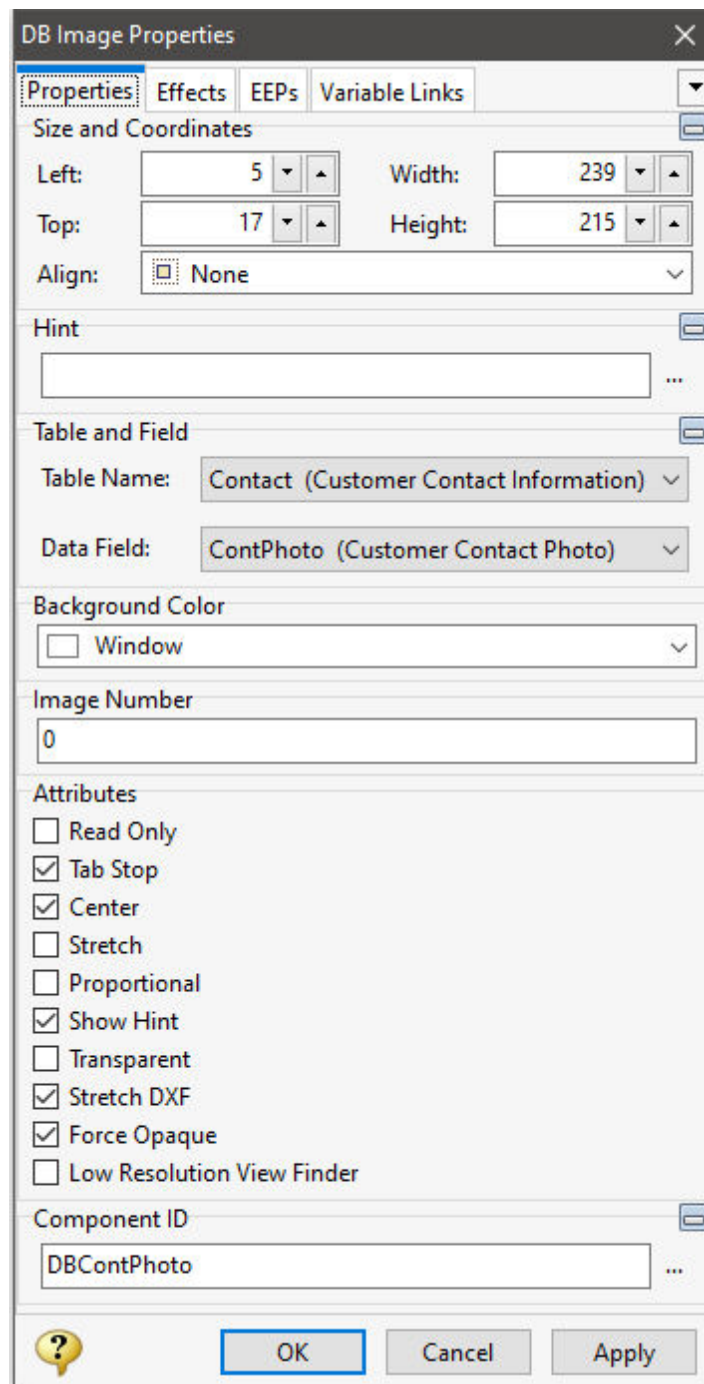 DB Image Properties
Properties Effects EEPs Variable Links
Size and Coordinates
Left: 5 Width: 239
Top: 17 Height: 215
Align: None
Hint
...
Table and Field
Table Name: Contact (Customer Contact Information)
Data Field: ContPhoto (Customer Contact Photo)
Background Color
Window
Image Number
0
Attributes
Read Only
Tab Stop
Center
Stretch
Proportional
Show Hint
Transparent
Stretch DXF
Force Opaque
Low Resolution View Finder
Component ID
DBContPhoto ...
? OK Cancel Apply